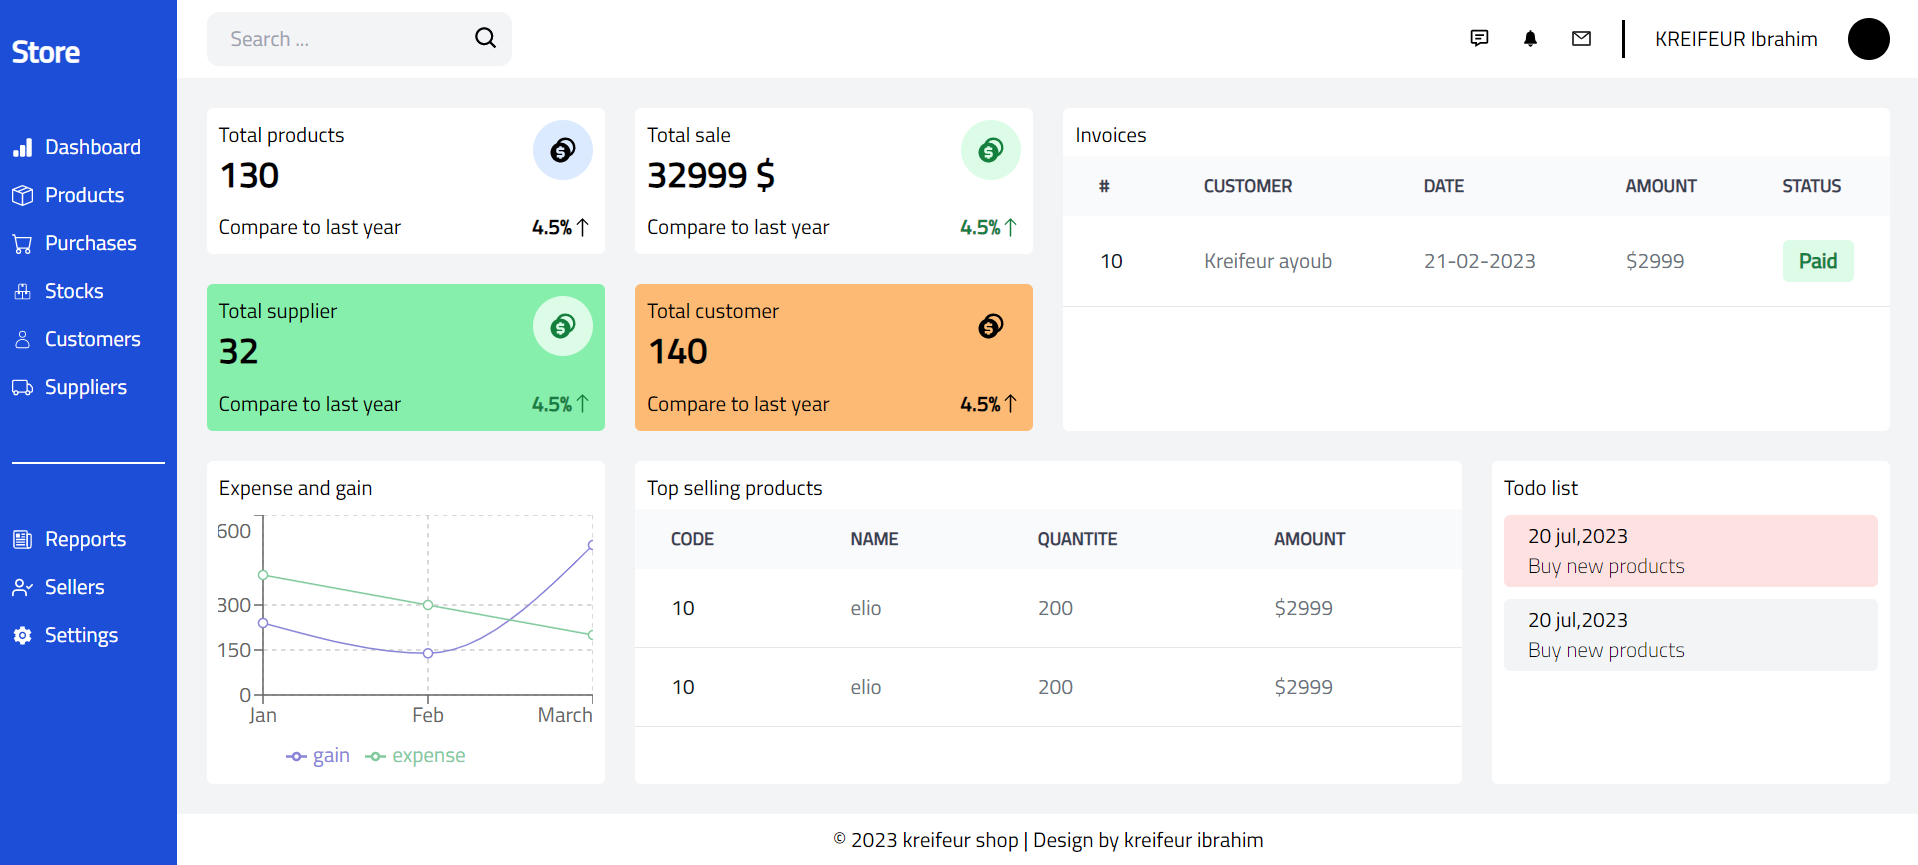 Store
Dashboard
Products
Purchases
Stocks
Customers
Suppliers
Repports
Sellers
Settings
Search ...
KREIFEUR Ibrahim
Total products
130
Compare to last year
4.5%
Total sale
32999 $
Compare to last year
4.5%
Total supplier
32
Compare to last year
4.5%
Total customer
140
Compare to last year
4.5%
Invoices
# CUSTOMER DATE AMOUNT STATUS
10 Kreifeur ayoub 21-02-2023 $2999 Paid
Expense and gain
600
300
150
0
Jan Feb March
gain expense
Top selling products
CODE NAME QUANTITE AMOUNT
10 elio 200 $2999
10 elio 200 $2999
Todo list
20 jul,2023
Buy new products
20 jul,2023
Buy new products
© 2023 kreifeur shop | Design by kreifeur ibrahim